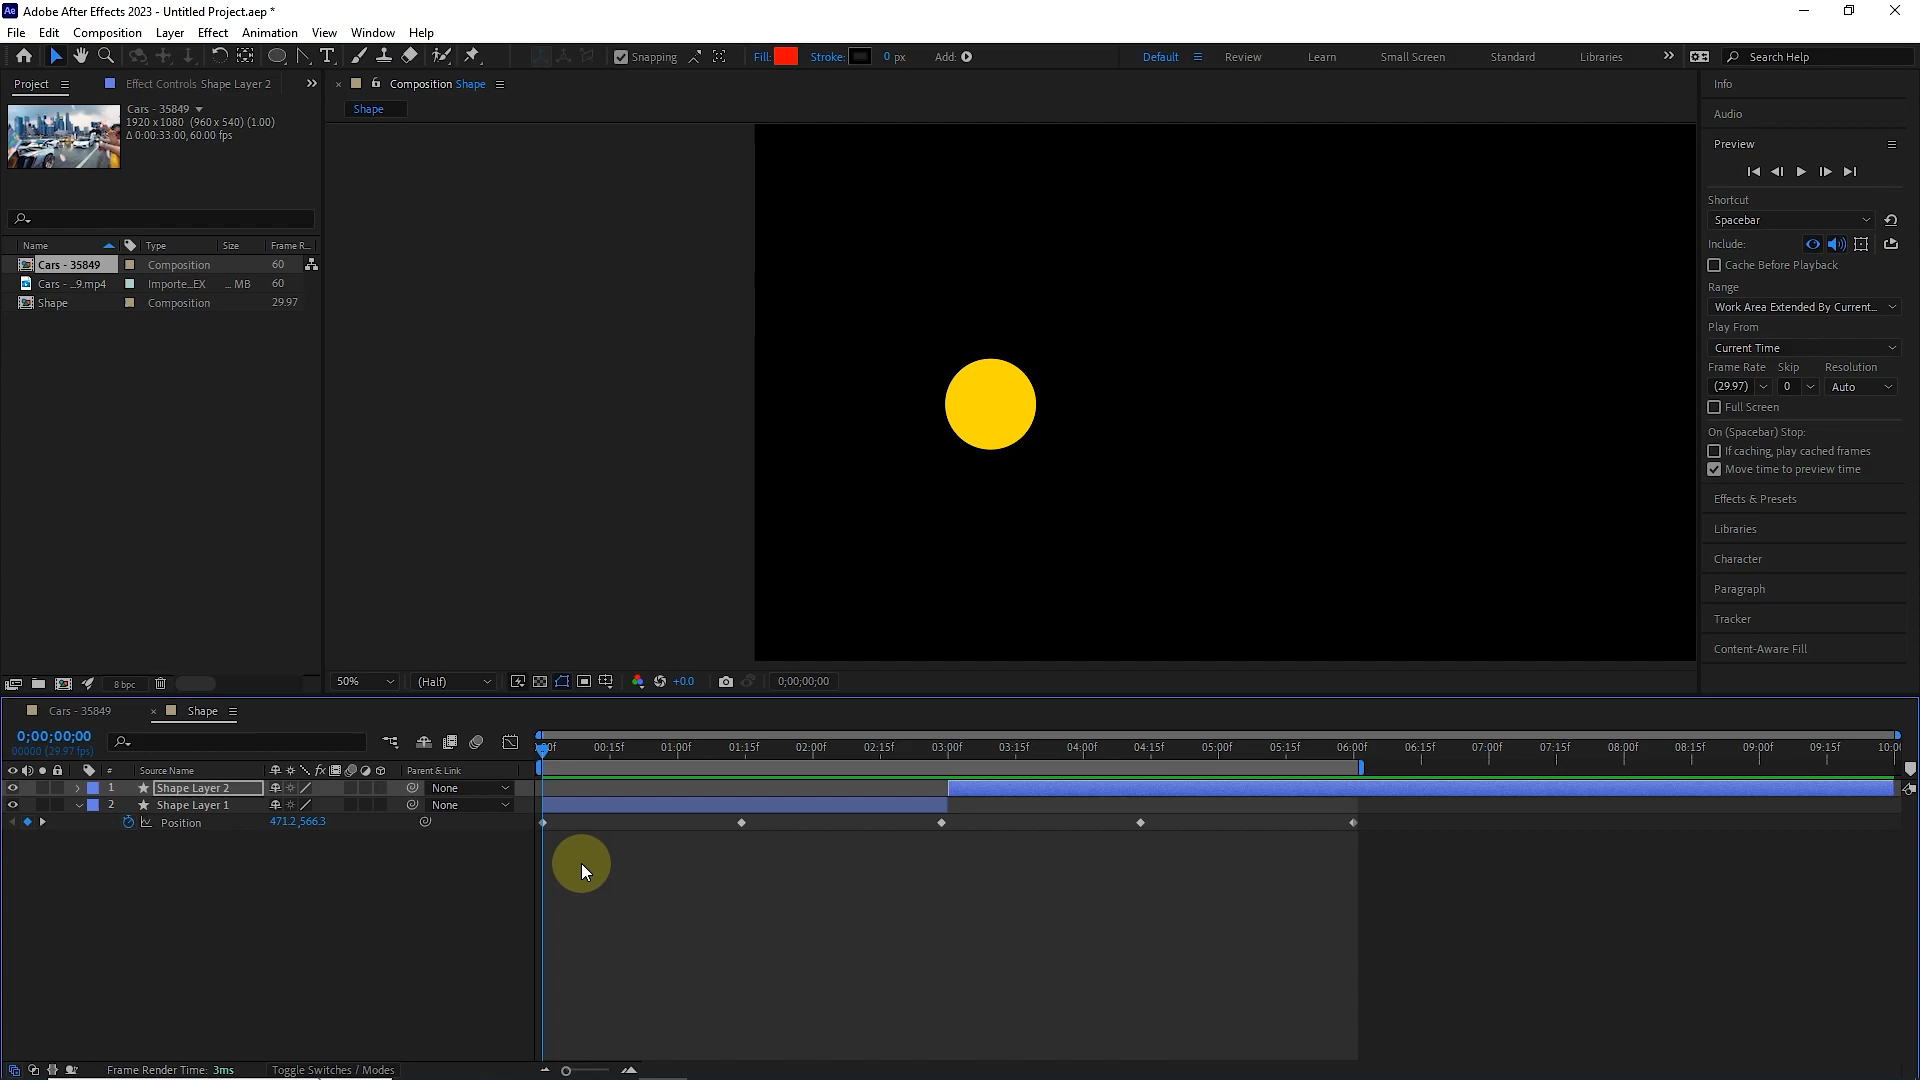 Ae Adobe After Effects 2023 - Untitled Project.aep *
File Edit Composition Layer Effect Animation View Window Help
Snapping Fill: Stroke: 0 px Add: Default Review Learn Small Screen Standard Libraries Search Help
Project Effect Controls Shape Layer 2 Composition Shape
Shape
Cars - 35849
1920 x 1080 (960 x 540) (1.00)
Δ 0:00:33:00, 60.00 fps
Name Type Size Frame R...
Cars - 35849 Composition 60
Cars - ...9.mp4 Importe...EX ... MB 60
Shape Composition 29.97
8 bpc
50% (Half) +0.0 0;00;00;00
Info
Audio
Preview
Shortcut
Spacebar
Include:
Cache Before Playback
Range
Work Area Extended By Current...
Play From
Current Time
Frame Rate Skip Resolution
(29.97) 0 Auto
Full Screen
On (Spacebar) Stop:
If caching, play cached frames
Move time to preview time
Effects & Presets
Libraries
Character
Paragraph
Tracker
Content-Aware Fill
Cars - 35849 Shape
0;00;00;00
00000 (29.97 fps)
00:15f 01:00f 01:15f 02:00f 02:15f 03:00f 03:15f 04:00f 04:15f 05:00f 05:15f 06:00f 06:15f 07:00f 07:15f 08:00f 08:15f 09:00f 09:15f 10:0
# Source Name fx Parent & Link
1 Shape Layer 2 None
2 Shape Layer 1 None
Position 471.2,566.3
Frame Render Time: 3ms Toggle Switches / Modes